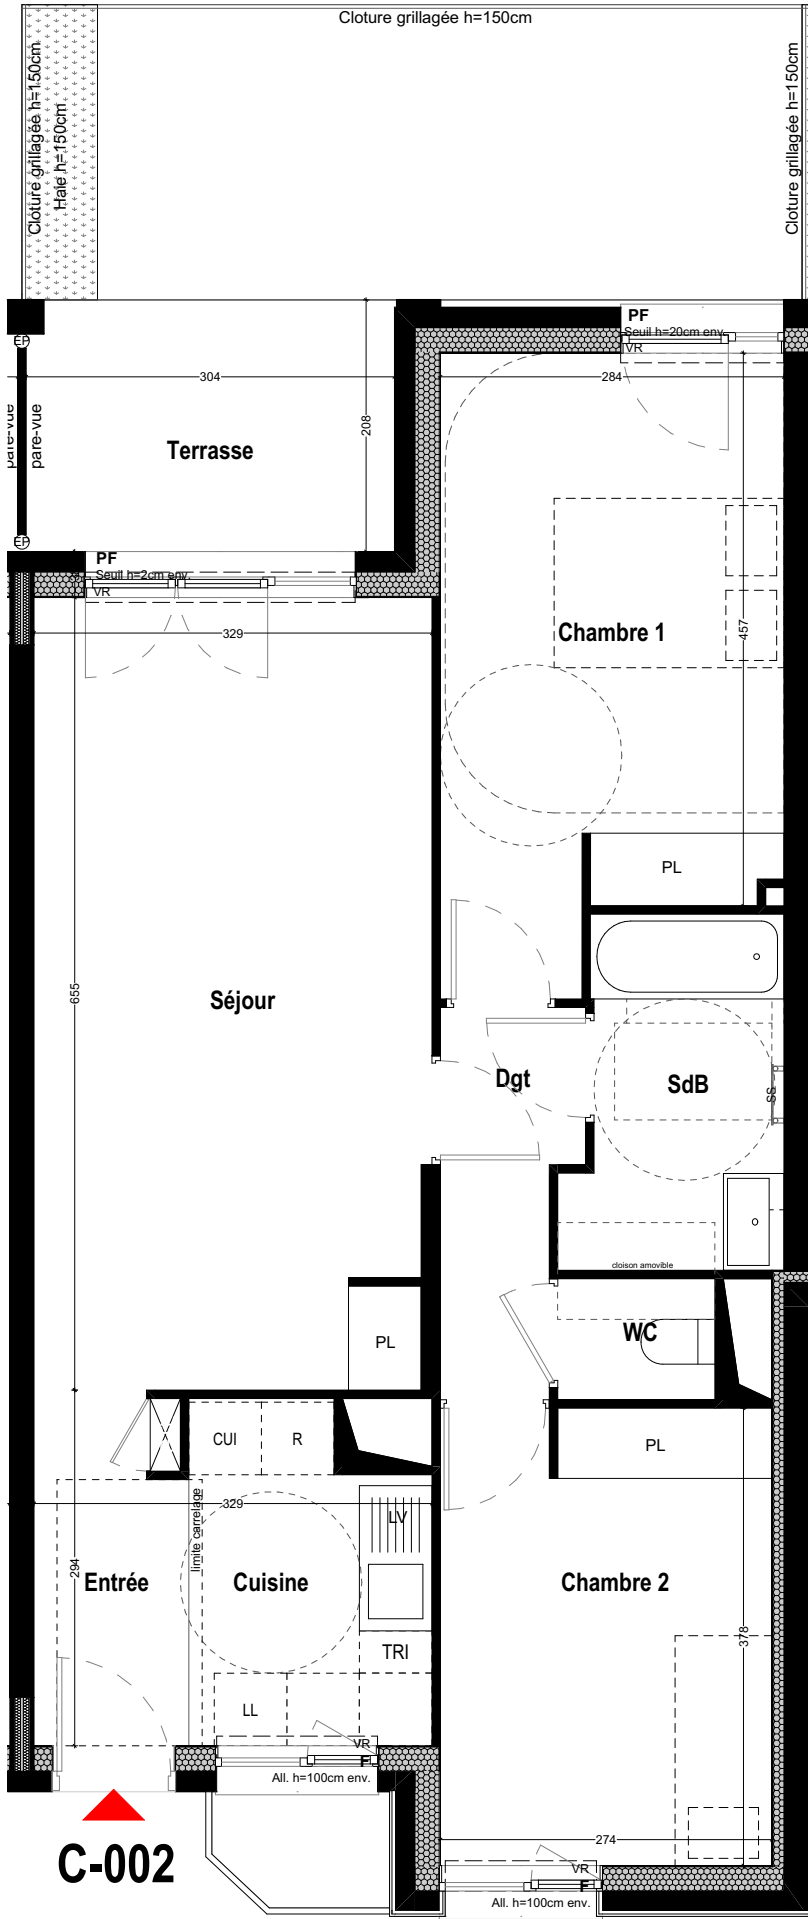 Cloture grillagée h=150cm
Cloture grillagée h=150cm
Haie h=150cm
Cloture grillagée h=150cm
EP
PF
Seuil h=20cm env.
VR
304
284
pare-vue
pare-vue
208
Terrasse
EP
PF
Seuil h=2cm env.
VR
329
Chambre 1
457
PL
655
Séjour
Dgt
SdB
SS
cloison amovible
WC
PL
CUI
R
PL
limite carrelage
329
LV
294
Entrée
Cuisine
Chambre 2
TRI
378
LL
VR
F
All. h=100cm env.
274
C-002
VR
F
All. h=100cm env.